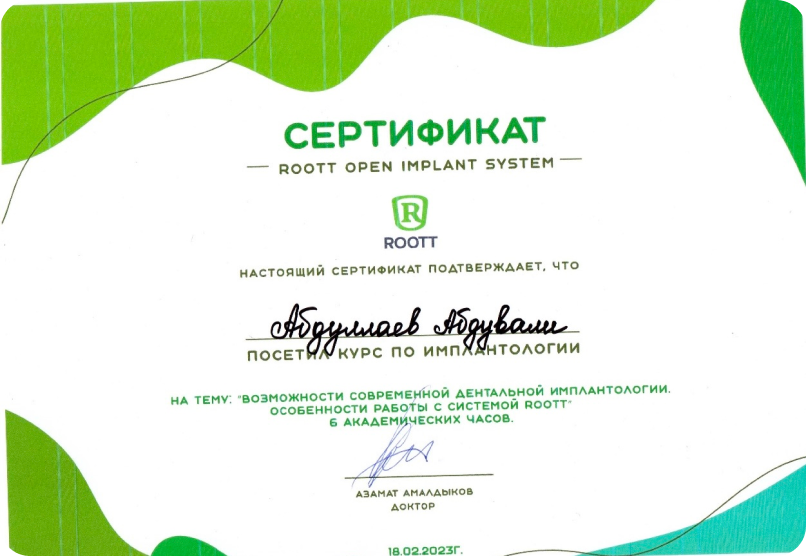 СЕРТИФИКАТ
ROOTT OPEN IMPLANT SYSTEM
R
ROOTT
НАСТОЯЩИЙ СЕРТИФИКАТ ПОДТВЕРЖДАЕТ, ЧТО
Абдуллаев Абдували
ПОСЕТИЛ КУРС ПО ИМПЛАНТОЛОГИИ
НА ТЕМУ: "ВОЗМОЖНОСТИ СОВРЕМЕННОЙ ДЕНТАЛЬНОЙ ИМПЛАНТОЛОГИИ.
ОСОБЕННОСТИ РАБОТЫ С СИСТЕМОЙ ROOTT"
6 АКАДЕМИЧЕСКИХ ЧАСОВ.
АЗАМАТ АМАЛДЫКОВ
ДОКТОР
18.02.2023Г.